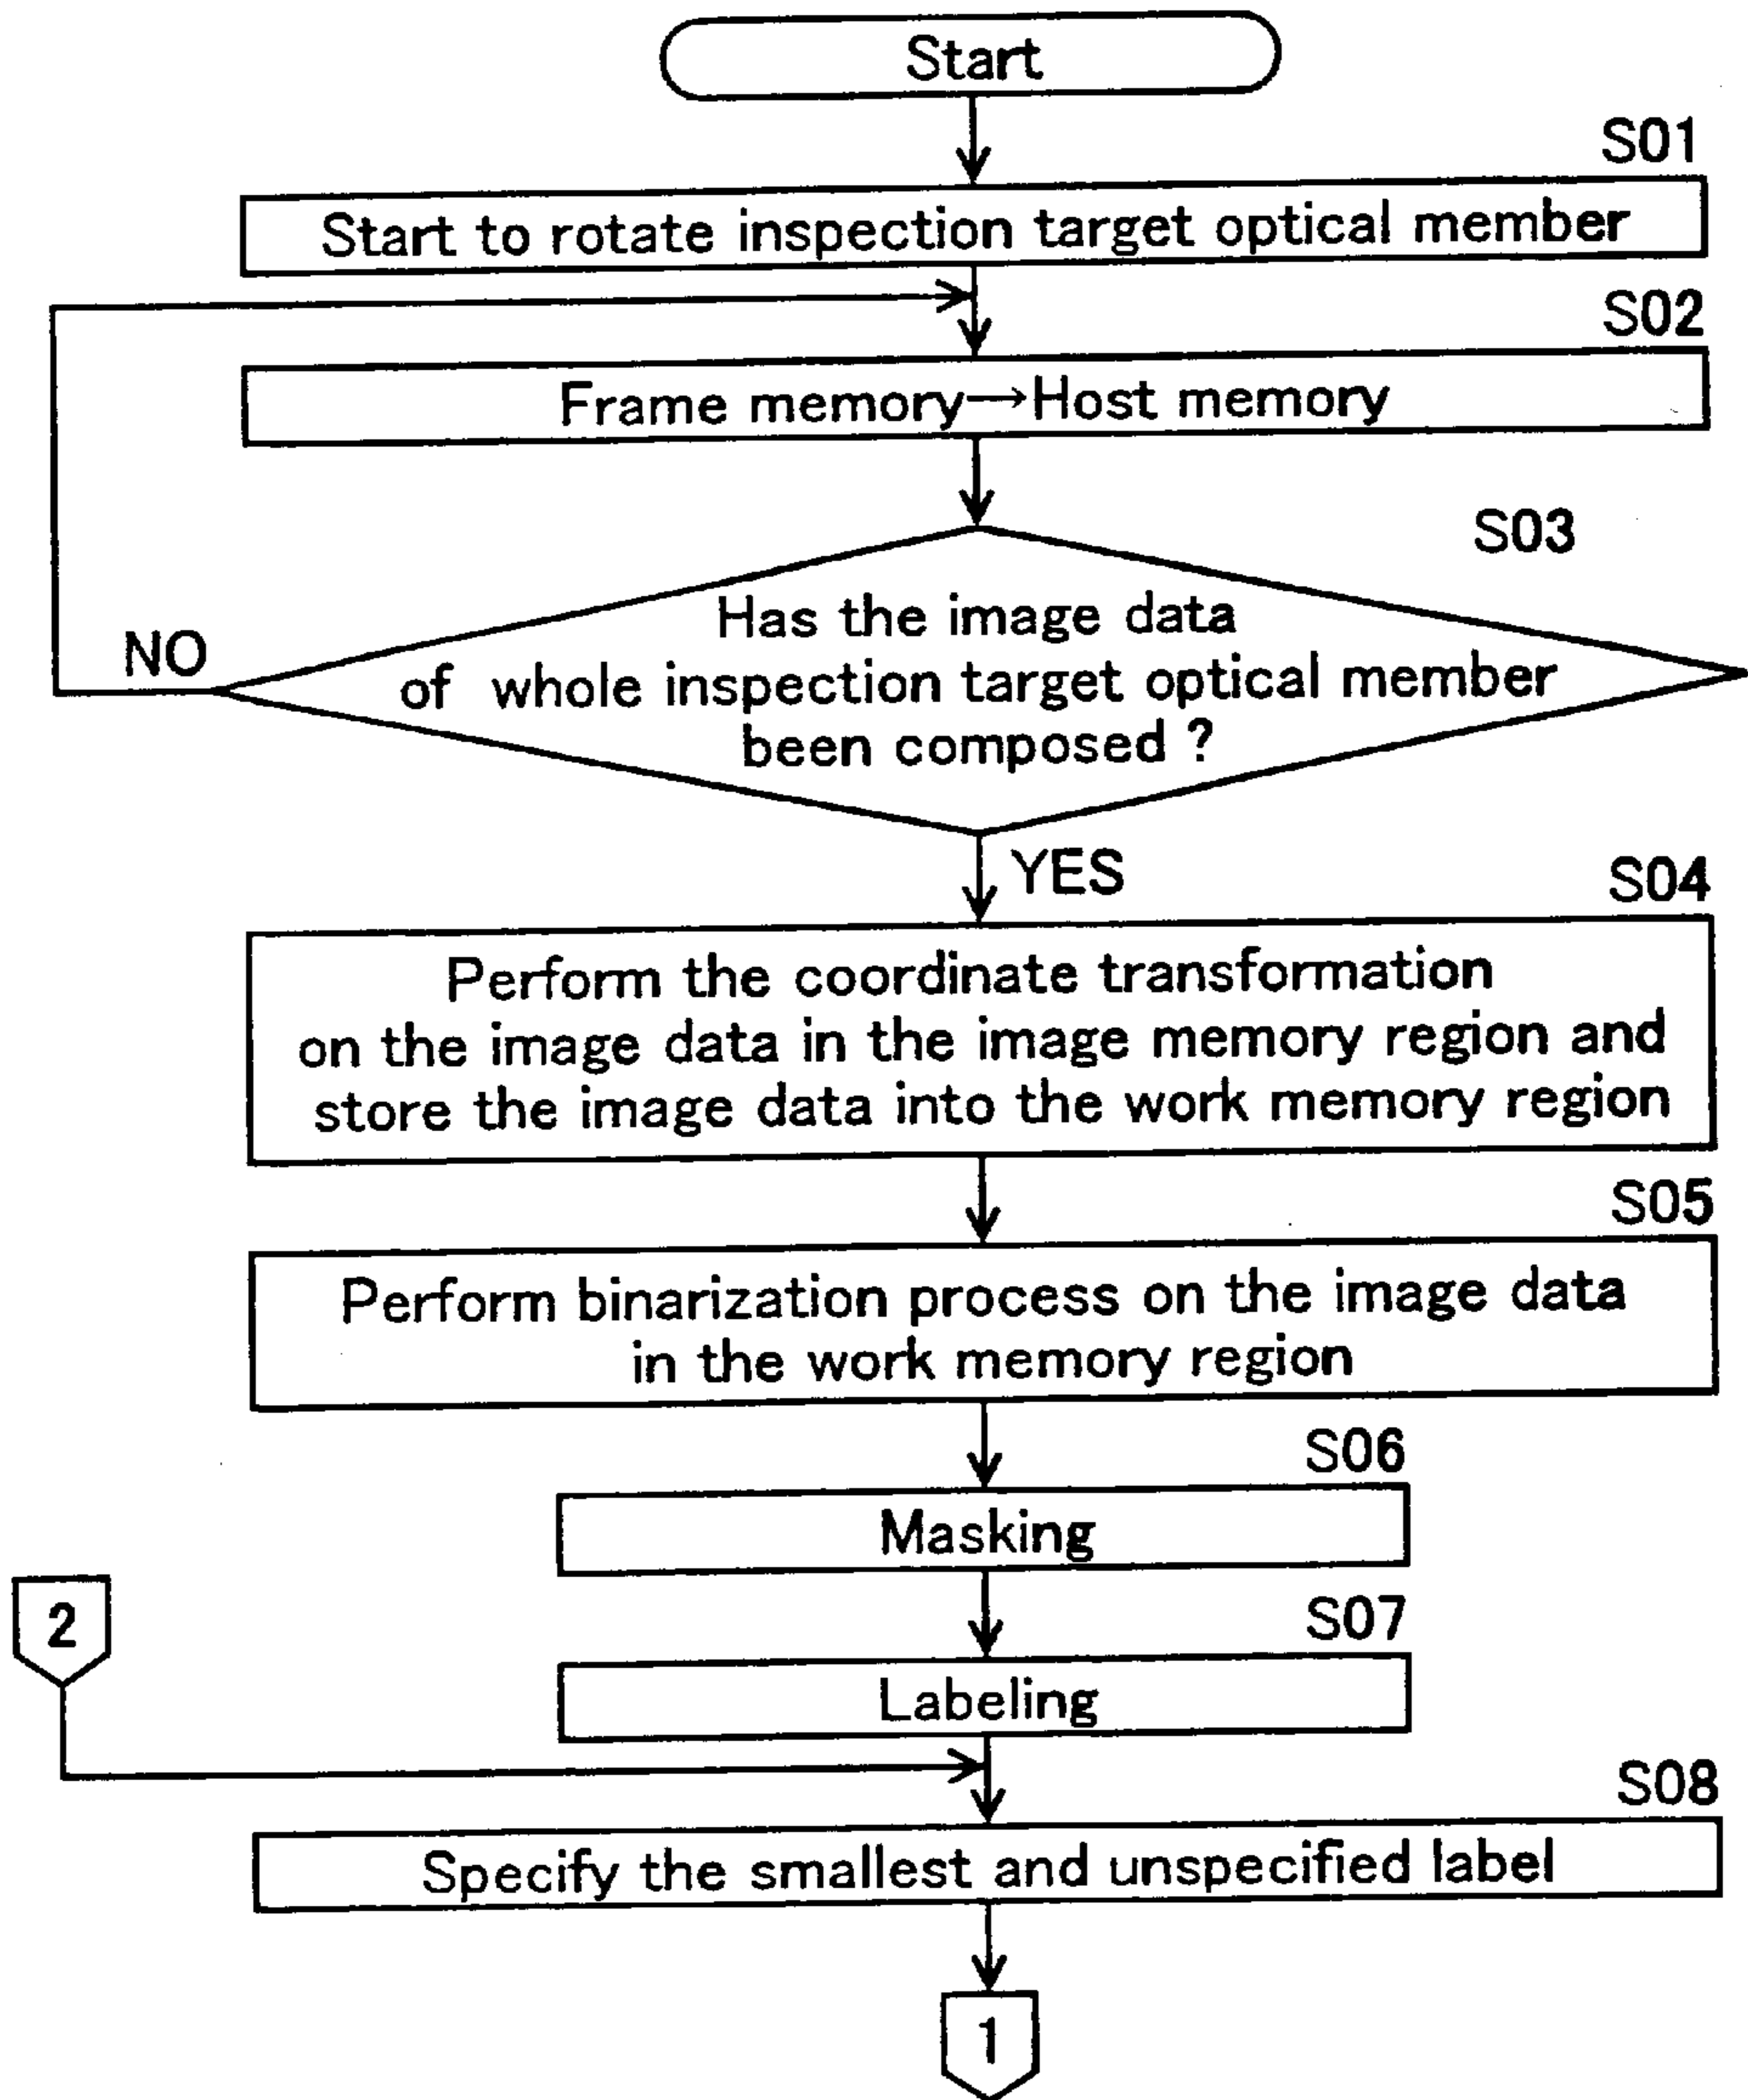 Start
S01
Start to rotate inspection target optical member
S02
Frame memory→Host memory
S03
Has the image data
of whole inspection target optical member
been composed ?
NO
YES
S04
Perform the coordinate transformation
on the image data in the image memory region and
store the image data into the work memory region
S05
Perform binarization process on the image data
in the work memory region
S06
Masking
2
S07
Labeling
S08
Specify the smallest and unspecified label
1